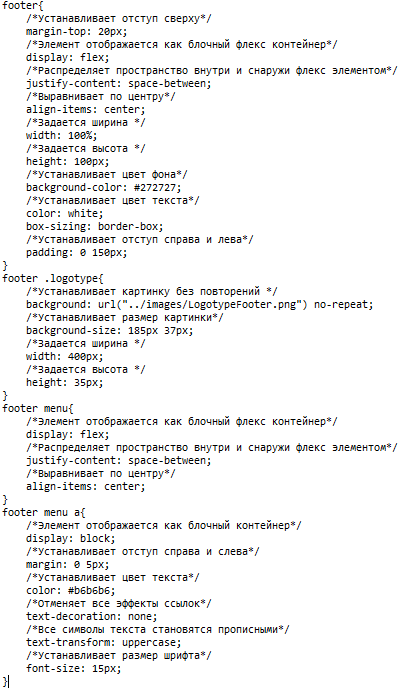 footer{
/*Устанавливает отступ сверху*/
margin-top: 20px;
/*Элемент отображается как блочный флекс контейнер*/
display: flex;
/*Распределяет пространство внутри и снаружи флекс элементом*/
justify-content: space-between;
/*Выравнивает по центру*/
align-items: center;
/*Задается ширина */
width: 100%;
/*Задается высота */
height: 100px;
/*Устанавливает цвет фона*/
background-color: #272727;
/*Устанавливает цвет текста*/
color: white;
box-sizing: border-box;
/*Устанавливает отступ справа и лева*/
padding: 0 150px;
}
footer .logotype{
/*Устанавливает картинку без повторений */
background: url("../images/LogotypeFooter.png") no-repeat;
/*Устанавливает размер картинки*/
background-size: 185px 37px;
/*Задается ширина */
width: 400px;
/*Задается высота */
height: 35px;
}
footer menu{
/*Элемент отображается как блочный флекс контейнер*/
display: flex;
/*Распределяет пространство внутри и снаружи флекс элементом*/
justify-content: space-between;
/*Выравнивает по центру*/
align-items: center;
}
footer menu a{
/*Элемент отображается как блочный контейнер*/
display: block;
/*Устанавливает отступ справа и слева*/
margin: 0 5px;
/*Устанавливает цвет текста*/
color: #b6b6b6;
/*Отменяет все эффекты ссылок*/
text-decoration: none;
/*Все символы текста становятся прописными*/
text-transform: uppercase;
/*Устанавливает размер шрифта*/
font-size: 15px;
}